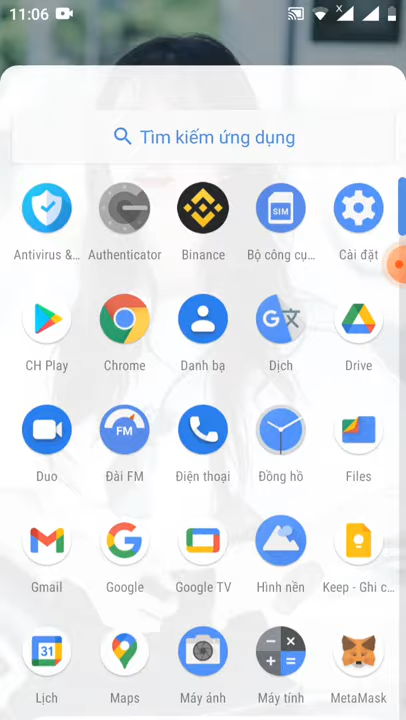 11:06
Tìm kiếm ứng dụng
Antivirus &...
Authenticator
Binance
SIM
Bộ công cụ...
Cài đặt
CH Play
Chrome
Danh bạ
G文
Dịch
Drive
Duo
FM
Đài FM
Điện thoại
Đồng hồ
Files
Gmail
Google
Google TV
Hình nền
Keep - Ghi c...
31
Lịch
Maps
Máy ảnh
Máy tính
MetaMask